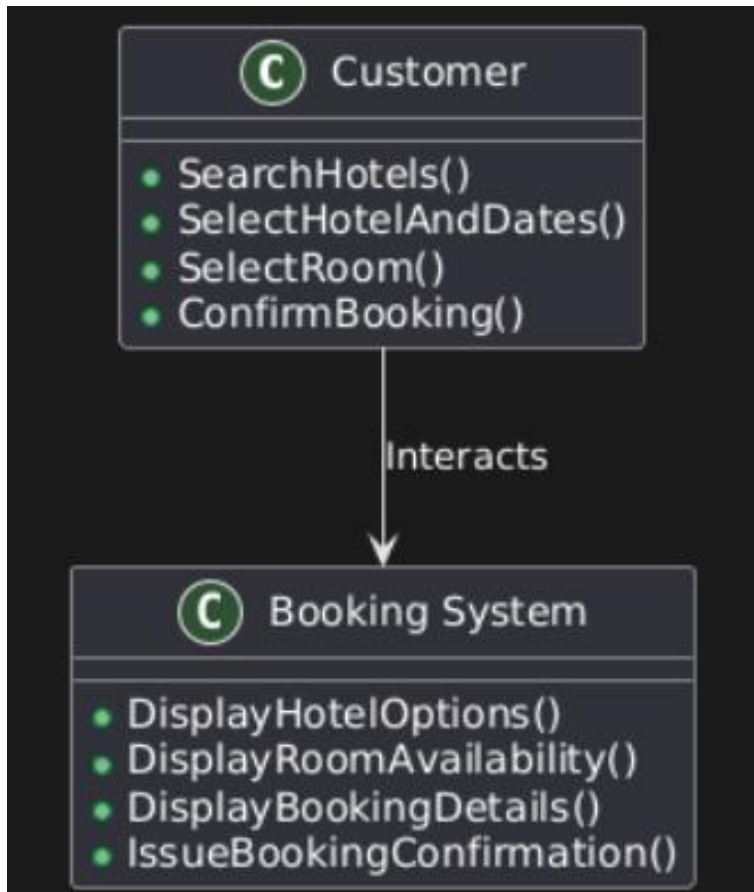 C Customer
SearchHotels()
SelectHotelAndDates()
SelectRoom()
ConfirmBooking()
Interacts
C Booking System
DisplayHotelOptions()
DisplayRoomAvailability()
DisplayBookingDetails()
IssueBookingConfirmation()